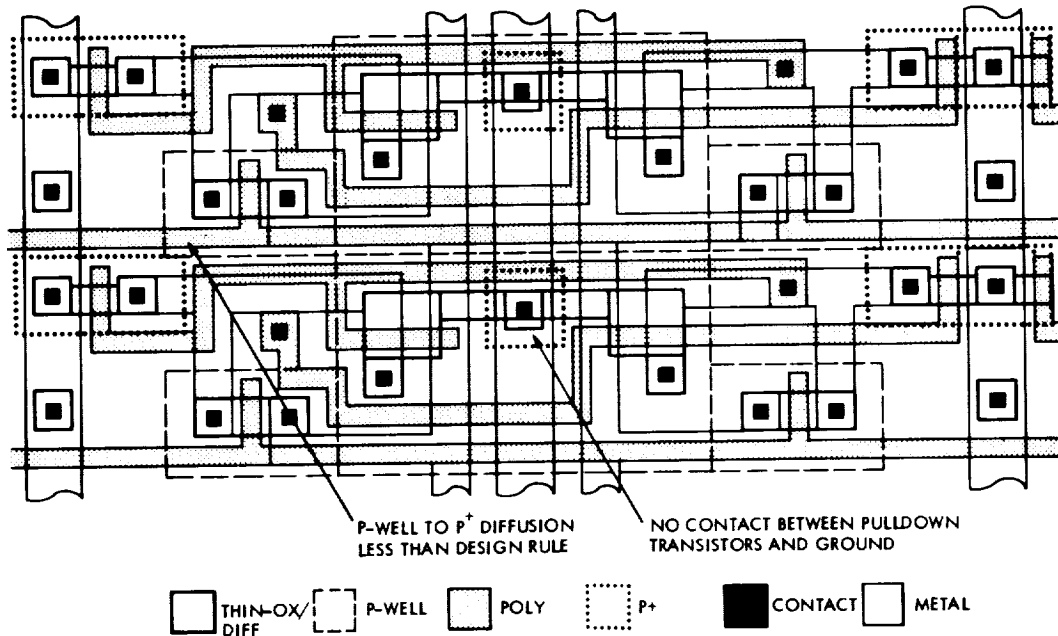 P-WELL TO P+ DIFFUSION
LESS THAN DESIGN RULE
NO CONTACT BETWEEN PULLDOWN
TRANSISTORS AND GROUND
THIN-OX/
DIFF
P-WELL
POLY
P+
CONTACT
METAL